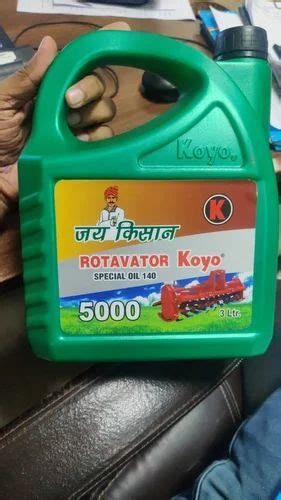 Koyo.
K
जय किसान
ROTAVATOR Koyo®
SPECIAL OIL 140
5000
3 Ltr.